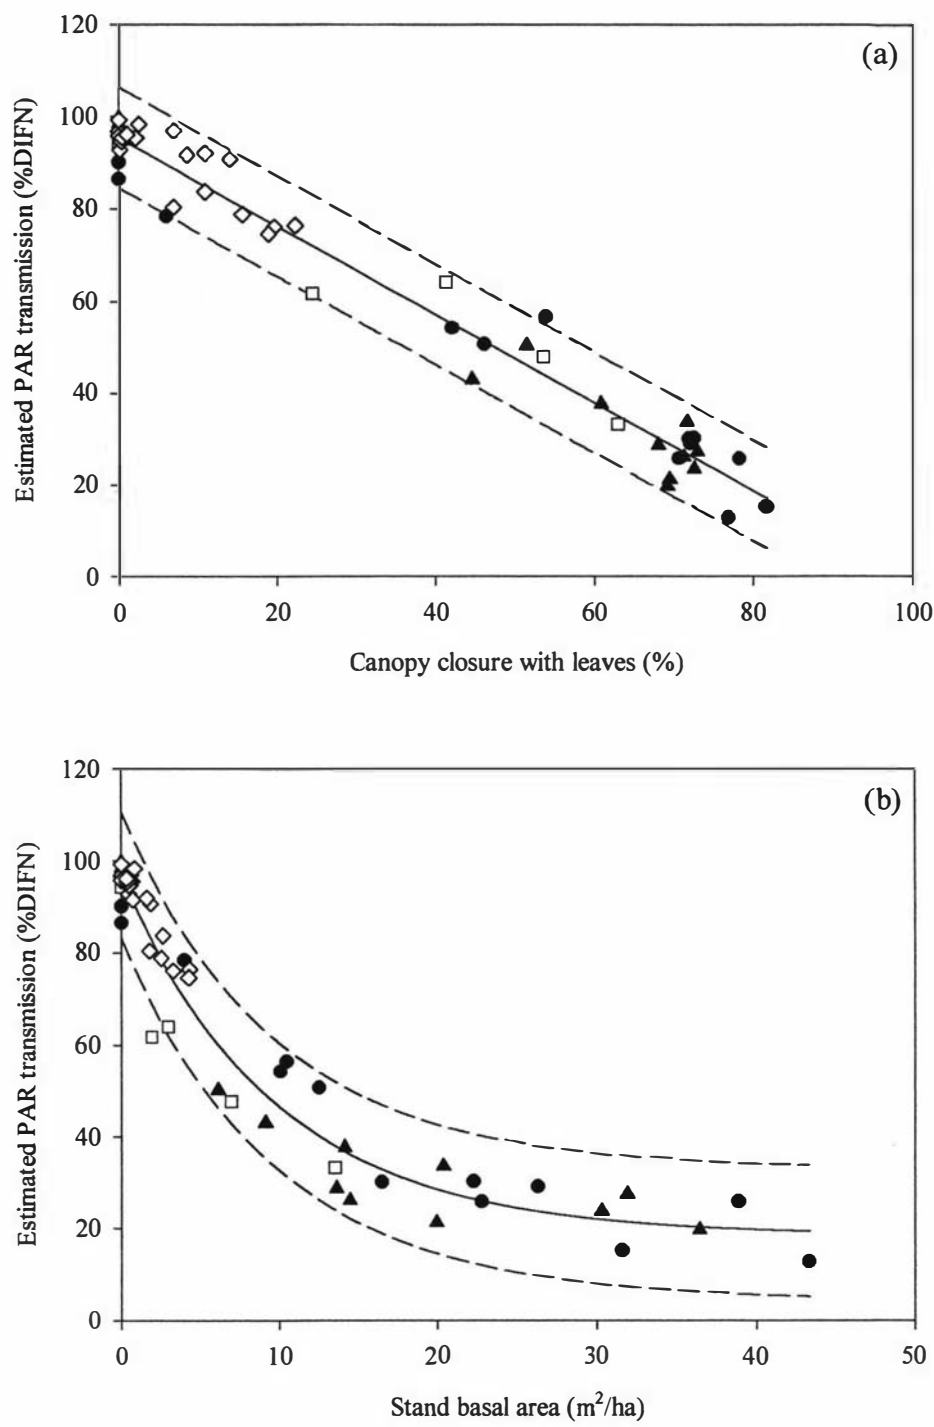 120
(a)
100
80
60
40
20
0
Estimated PAR transmission (%DIFN)
0 20 40 60 80 100
Canopy closure with leaves (%)
120
(b)
100
80
60
40
20
0
Estimated PAR transmission (%DIFN)
0 10 20 30 40 50
Stand basal area (m²/ha)